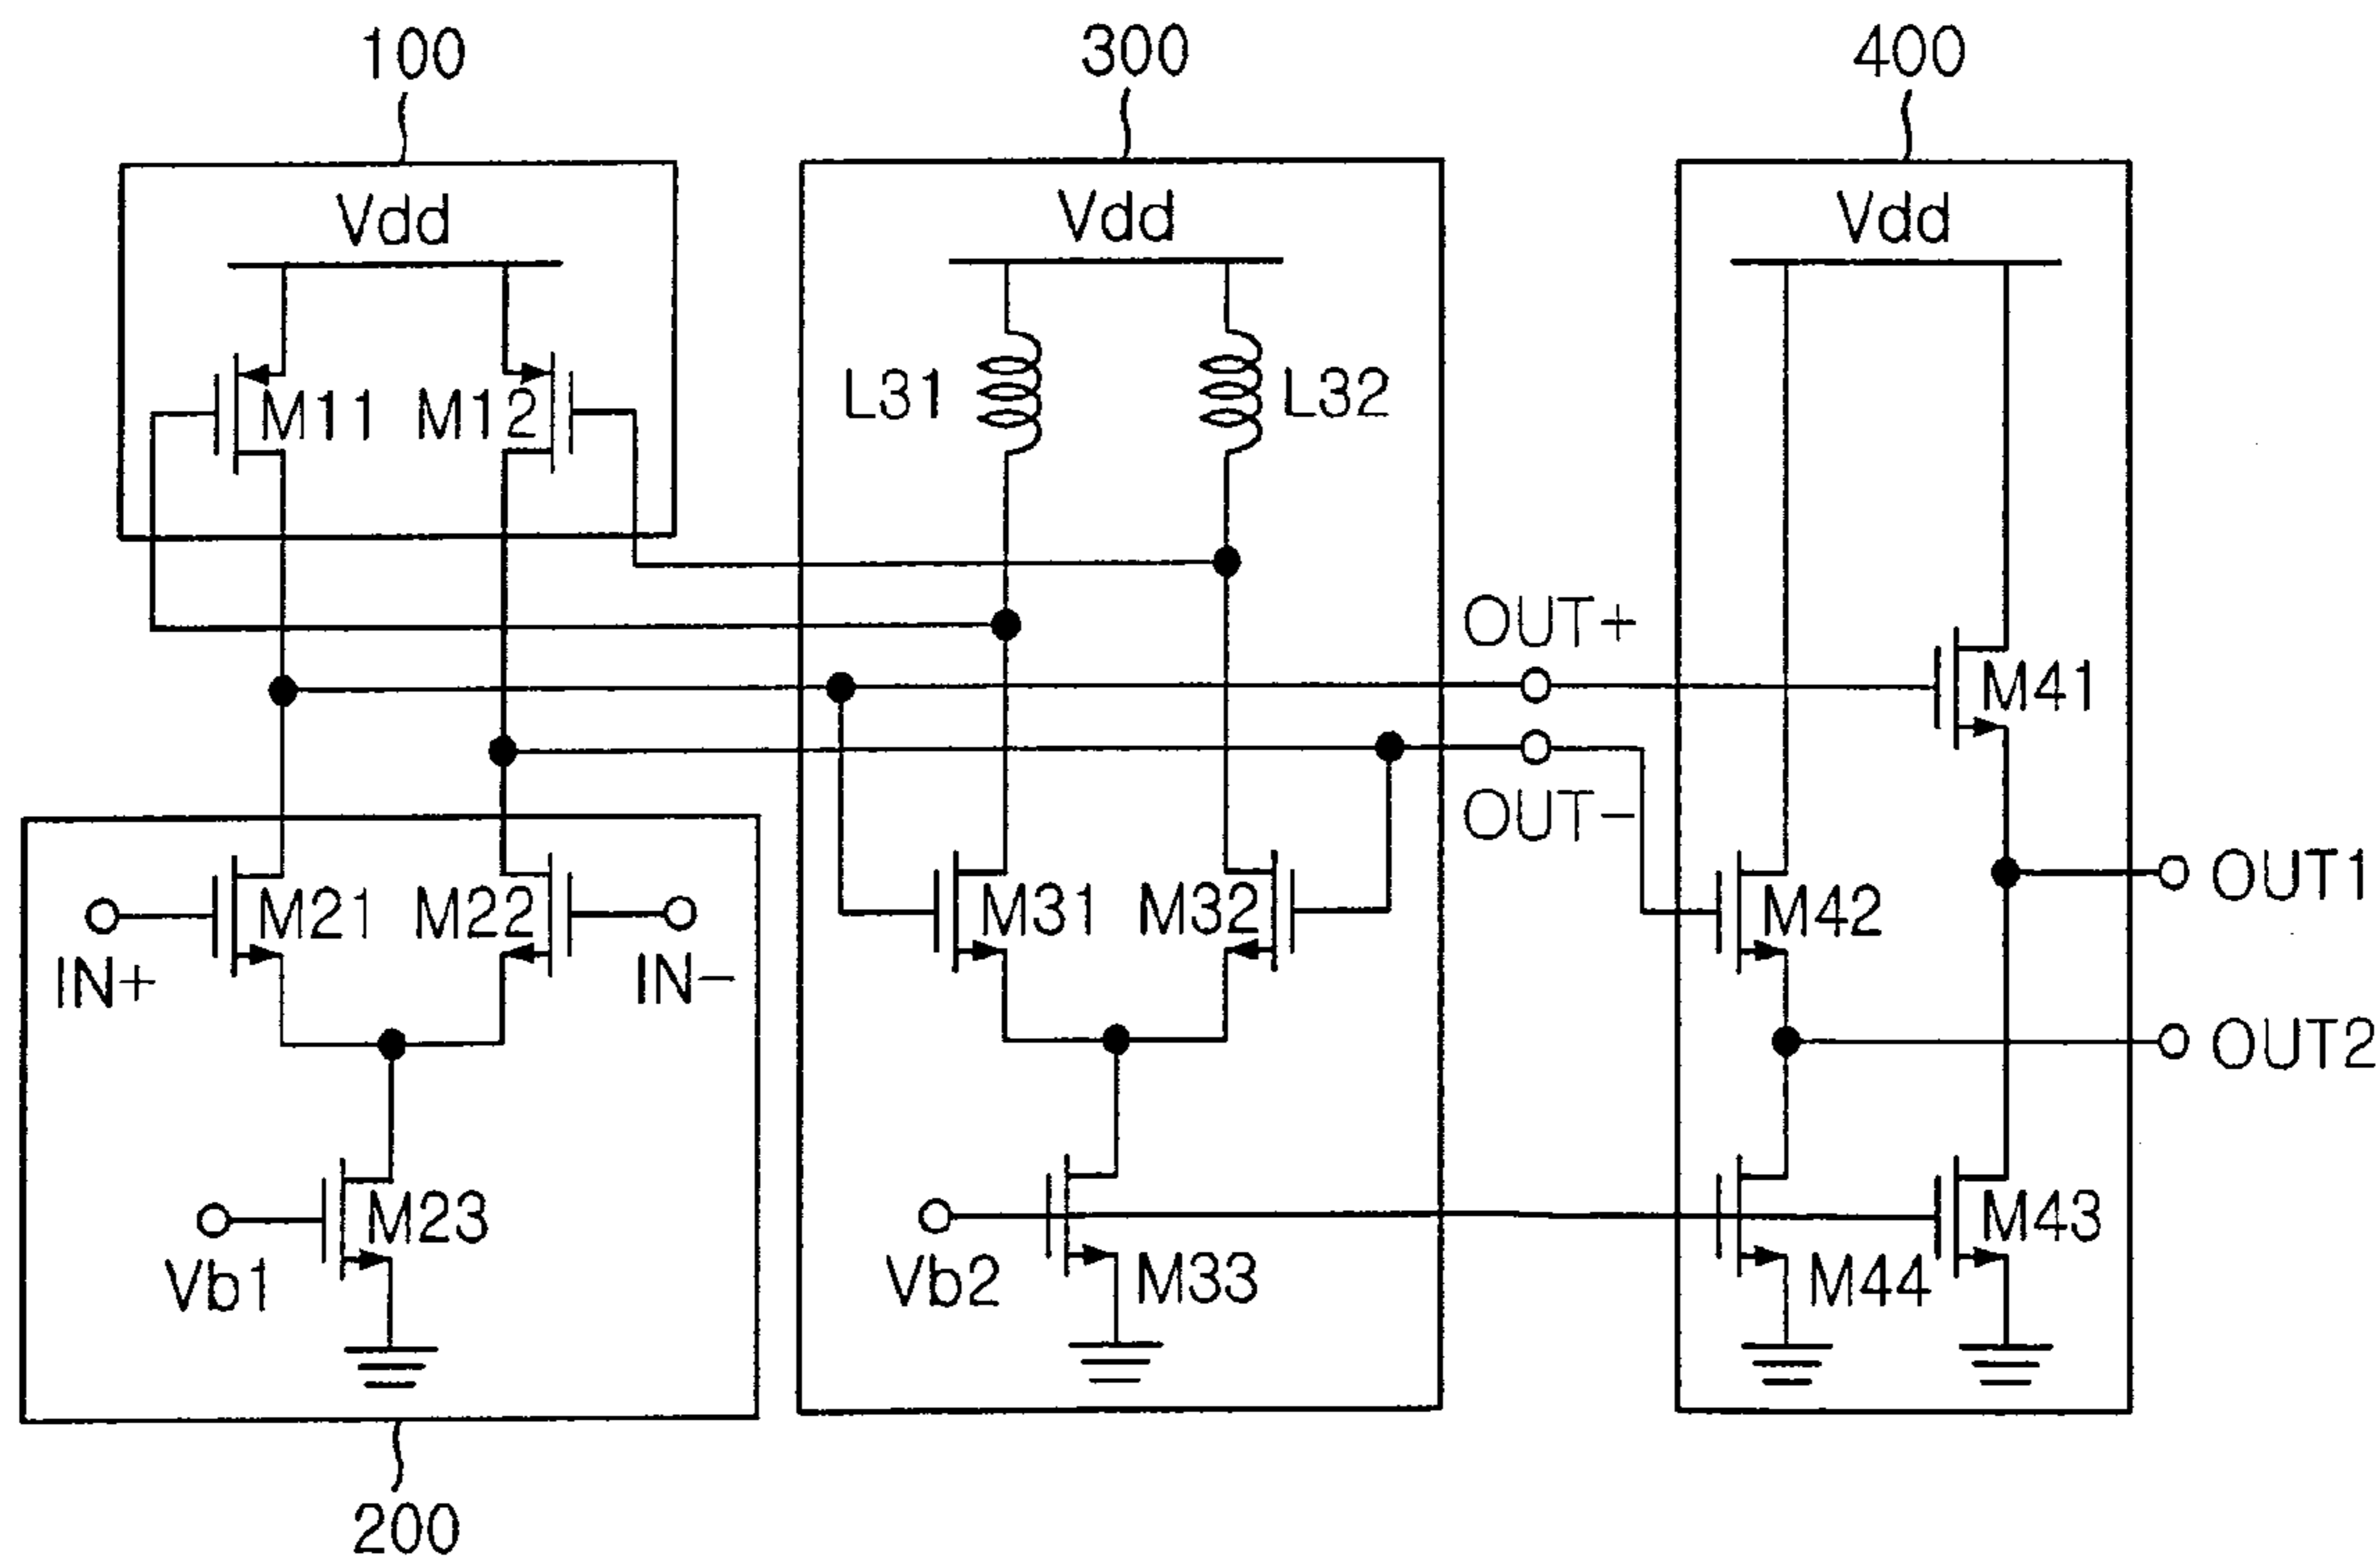 100
300
400
Vdd
Vdd
Vdd
M11
M12
L31
L32
OUT+
M41
OUT-
M21
M22
M31
M32
M42
OUT1
IN+
IN-
OUT2
M23
M43
Vb1
Vb2
M33
M44
200